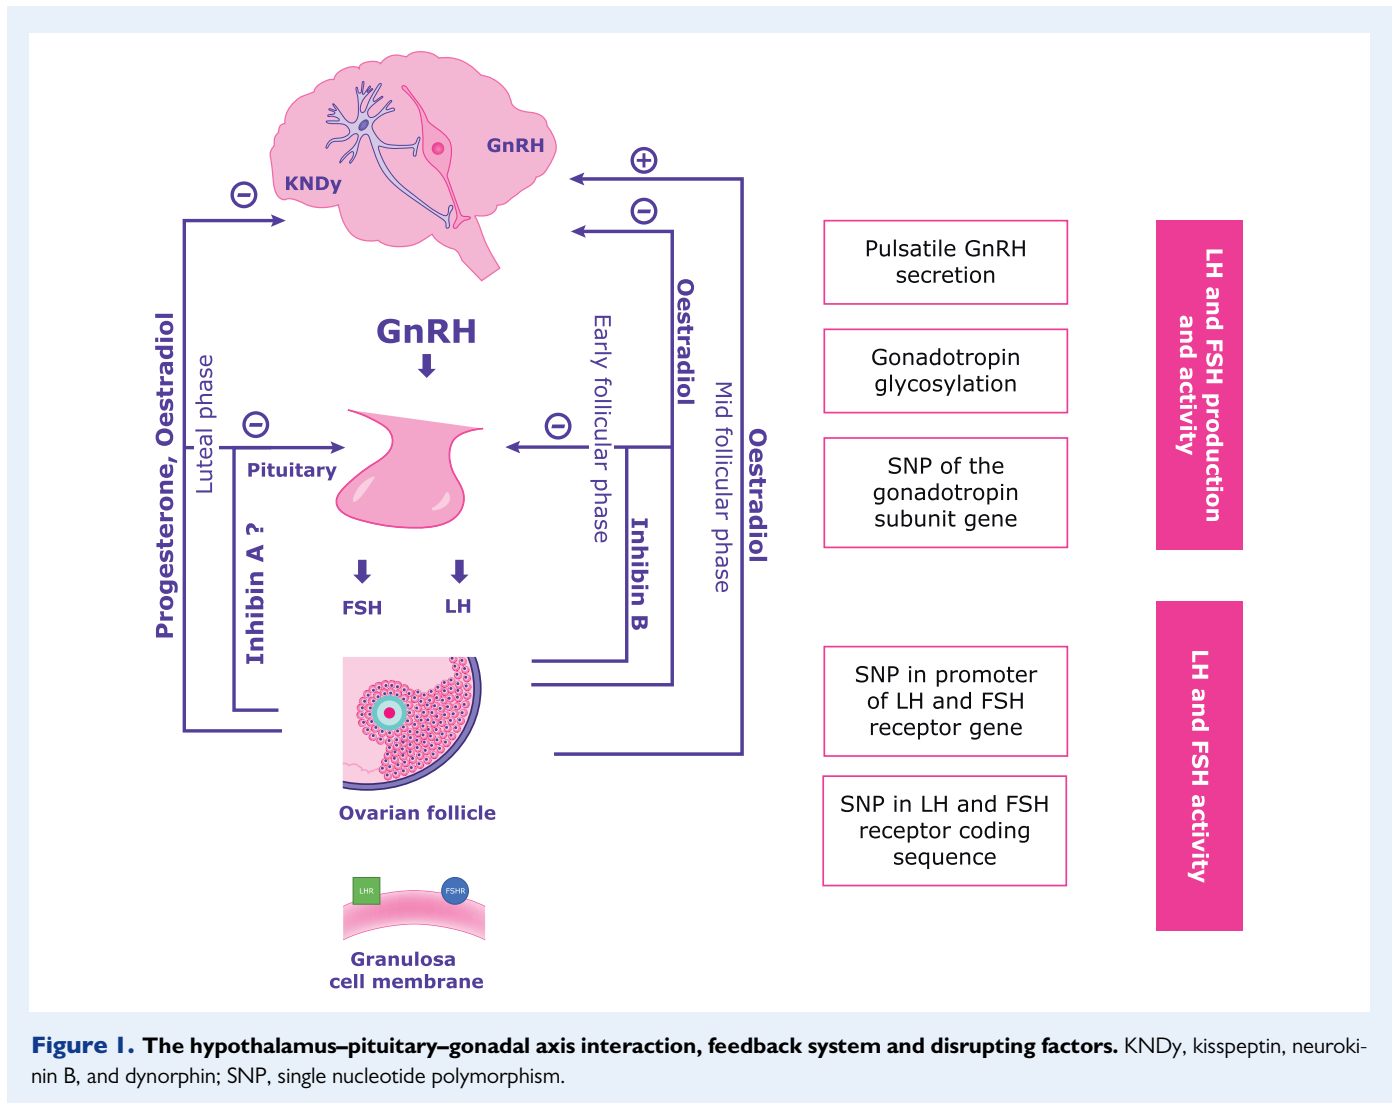 KNDy
GnRH
GnRH
Pituitary
FSH
LH
Progesterone, Oestradiol
Luteal phase
Inhibin A ?
Early follicular phase
Inhibin B
Oestradiol
Mid follicular phase
Oestradiol
Ovarian follicle
LHR
FSHR
Granulosa
cell membrane
Pulsatile GnRH
secretion
Gonadotropin
glycosylation
SNP of the
gonadotropin
subunit gene
LH and FSH production
and activity
SNP in promoter
of LH and FSH
receptor gene
SNP in LH and FSH
receptor coding
sequence
LH and FSH activity
Figure 1. The hypothalamus–pituitary–gonadal axis interaction, feedback system and disrupting factors. KNDy, kisspeptin, neuroki-
nin B, and dynorphin; SNP, single nucleotide polymorphism.